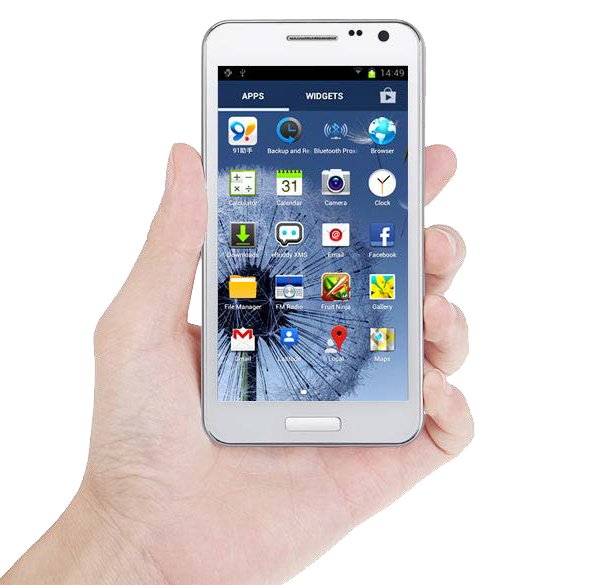 14:49
APPS WIDGETS
91助手 Backup and Re Bluetooth Prox Browser
31
Calculator Calendar Camera Clock
Downloads eBuddy XMS Email Facebook
File Manager FM Radio Fruit Ninja Gallery
Gmail Latitude Local Maps